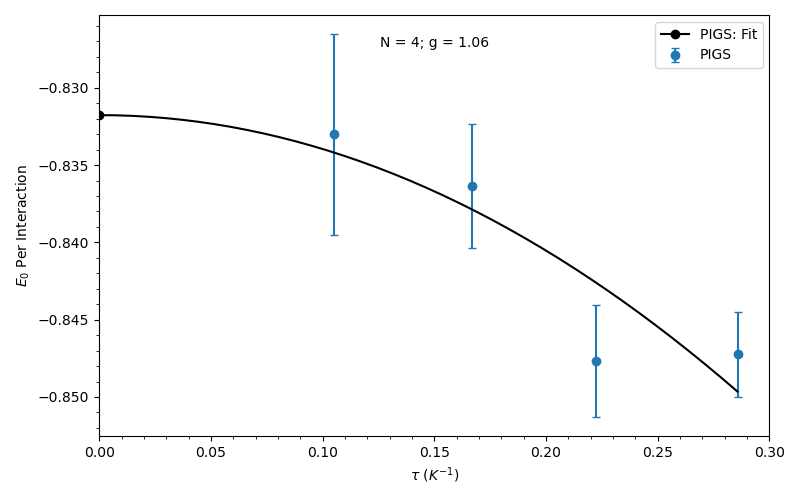 N = 4; g = 1.06
PIGS: Fit
PIGS
−0.830
−0.835
−0.840
−0.845
−0.850
E₀ Per Interaction
0.00 0.05 0.10 0.15 0.20 0.25 0.30
τ (K⁻¹)